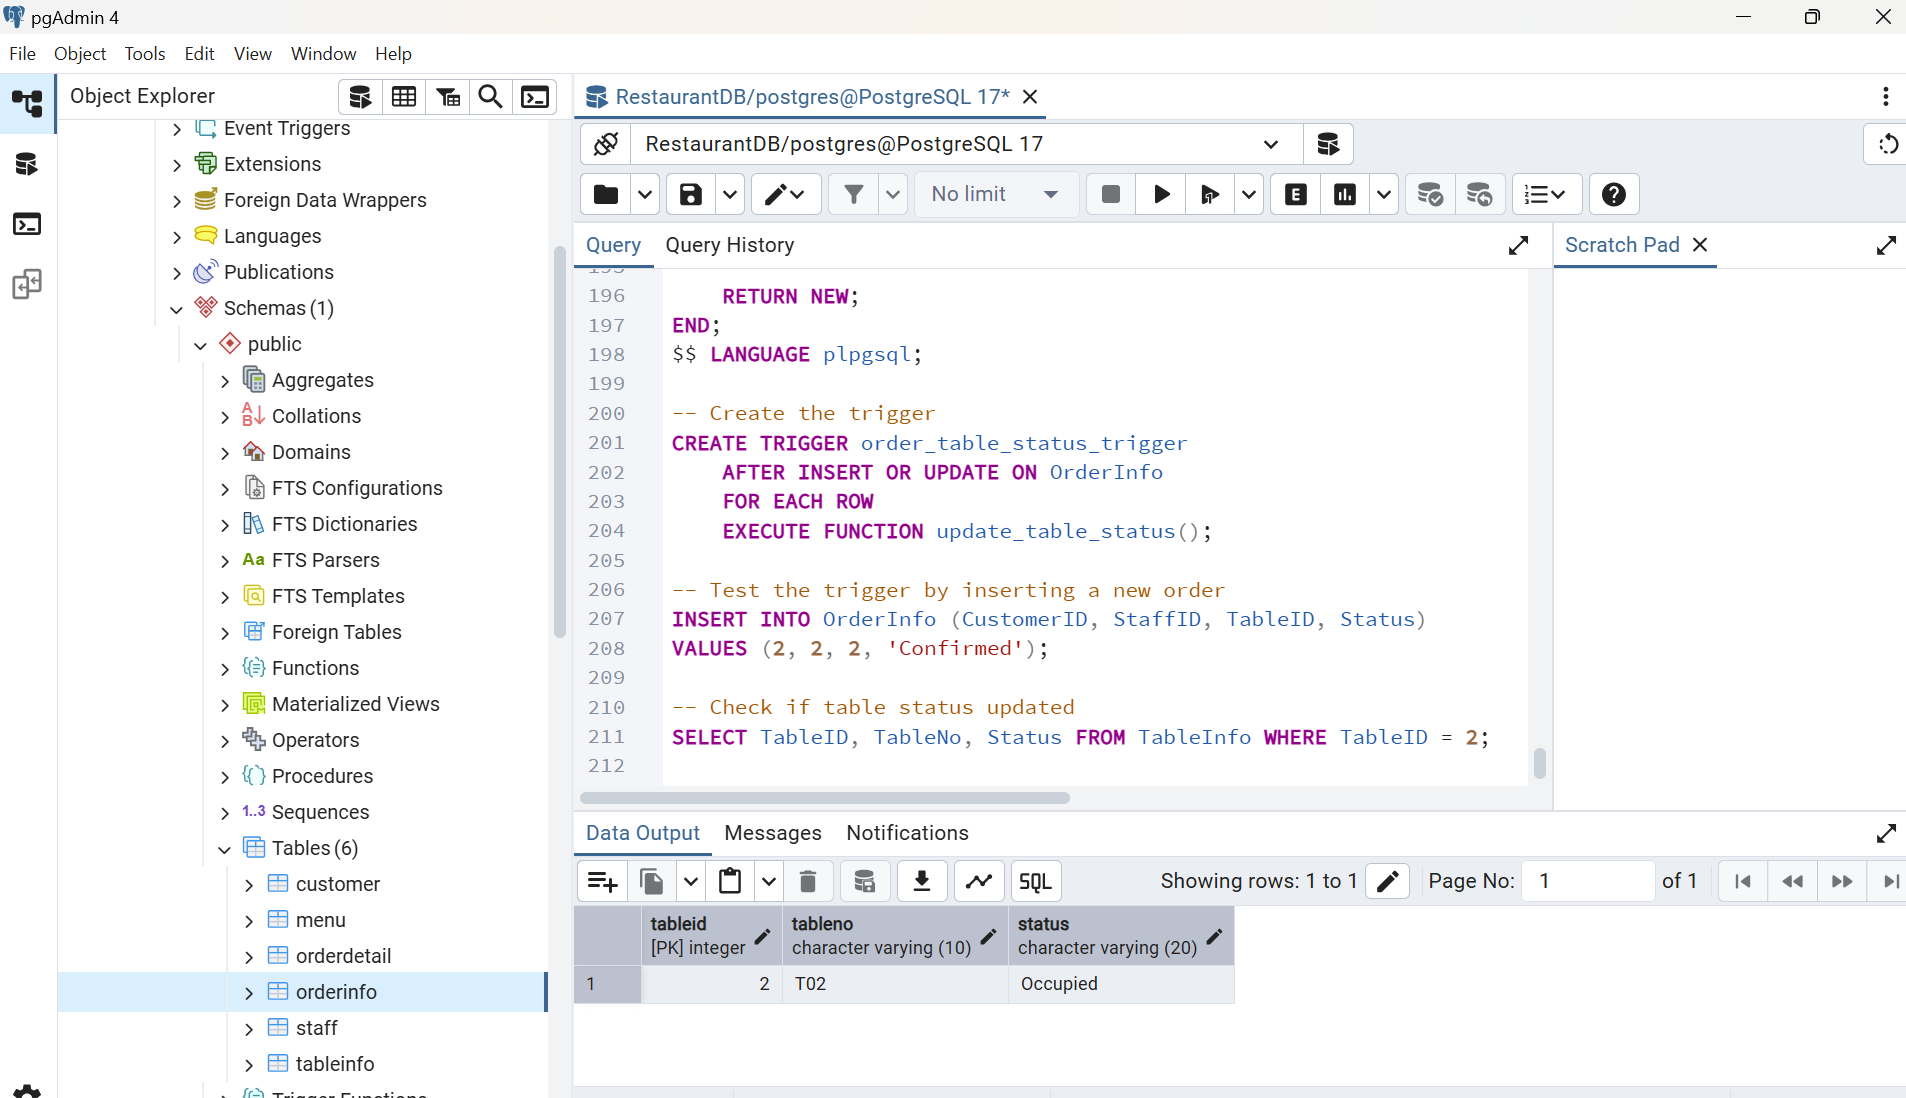 pgAdmin 4
File Object Tools Edit View Window Help
Object Explorer
Event Triggers
Extensions
Foreign Data Wrappers
Languages
Publications
Schemas (1)
public
Aggregates
Collations
Domains
FTS Configurations
FTS Dictionaries
Aa FTS Parsers
FTS Templates
Foreign Tables
Functions
Materialized Views
Operators
Procedures
1..3 Sequences
Tables (6)
customer
menu
orderdetail
orderinfo
staff
tableinfo
Trigger Functions
RestaurantDB/postgres@PostgreSQL 17*
RestaurantDB/postgres@PostgreSQL 17
No limit
E
Query Query History
Scratch Pad
195
196 RETURN NEW;
197 END;
198 $$ LANGUAGE plpgsql;
199
200 -- Create the trigger
201 CREATE TRIGGER order_table_status_trigger
202 AFTER INSERT OR UPDATE ON OrderInfo
203 FOR EACH ROW
204 EXECUTE FUNCTION update_table_status();
205
206 -- Test the trigger by inserting a new order
207 INSERT INTO OrderInfo (CustomerID, StaffID, TableID, Status)
208 VALUES (2, 2, 2, 'Confirmed');
209
210 -- Check if table status updated
211 SELECT TableID, TableNo, Status FROM TableInfo WHERE TableID = 2;
212
Data Output Messages Notifications
SQL Showing rows: 1 to 1 Page No: 1 of 1
tableid tableno status
[PK] integer character varying (10) character varying (20)
1 2 T02 Occupied